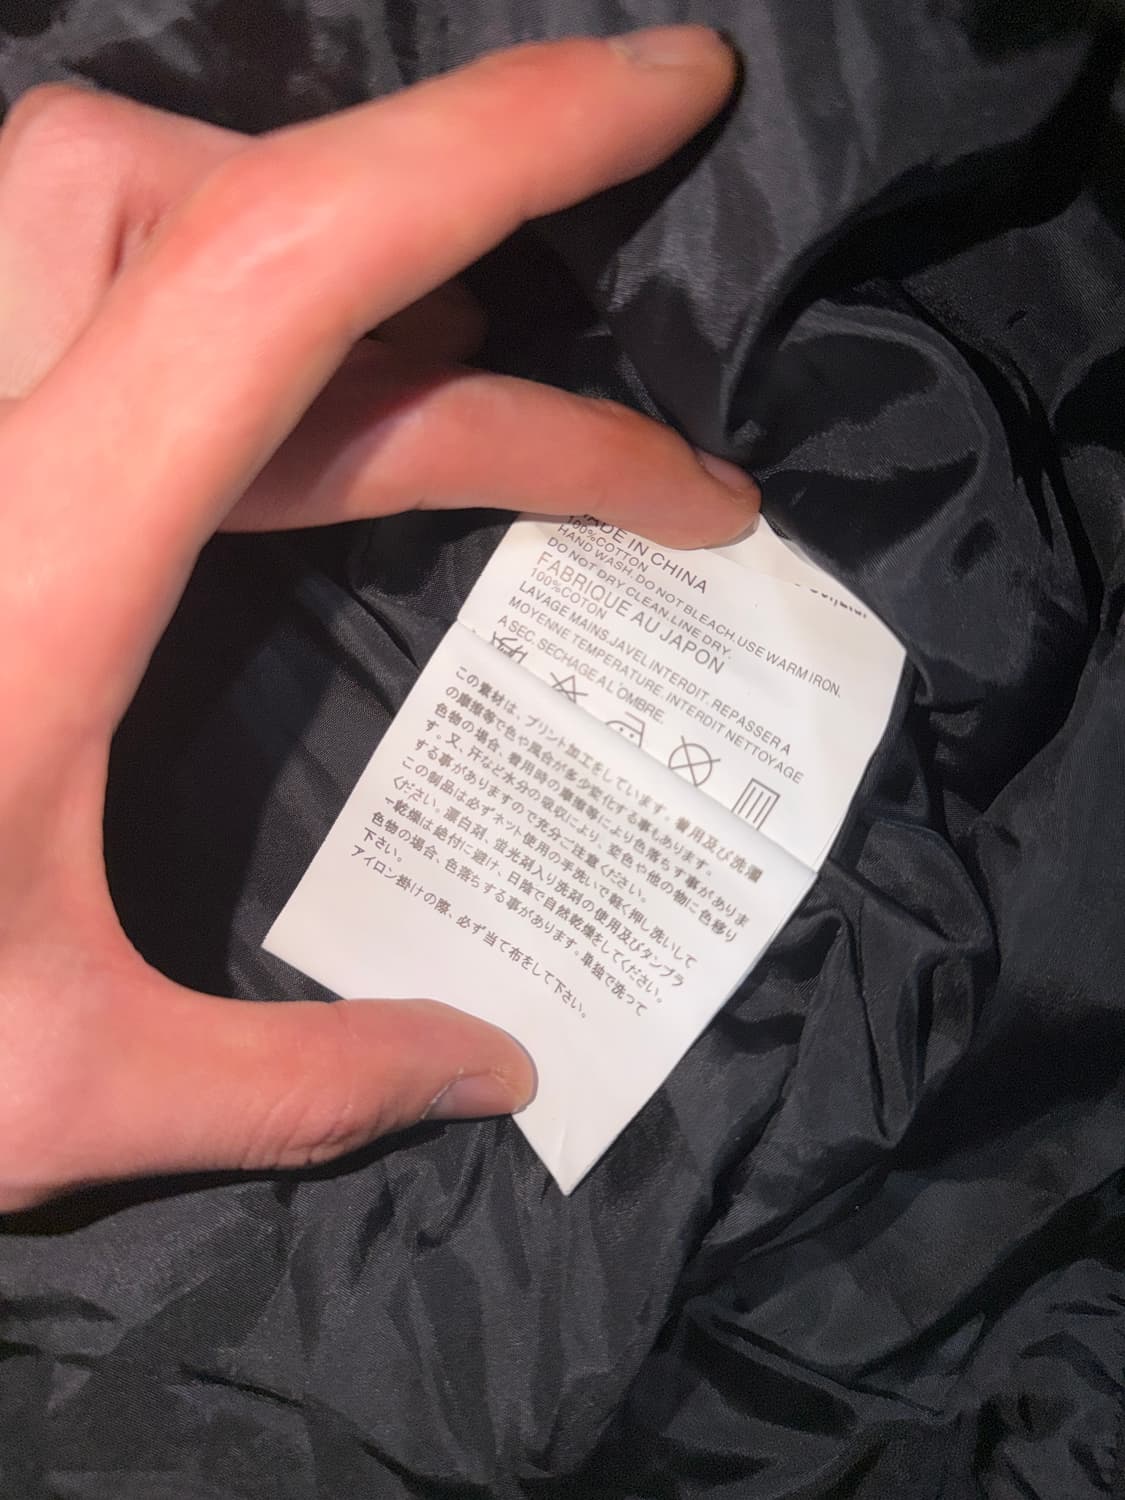 MADE IN CHINA
100%COTTON
HAND WASH. DO NOT BLEACH. USE WARM IRON.
DO NOT DRY CLEAN. LINE DRY.
FABRIQUE AU JAPON
100%COTON
LAVAGE MAINS. JAVEL INTERDIT. REPASSER A
MOYENNE TEMPERATURE. INTERDIT NETTOYAGE
A SEC. SECHAGE A L'OMBRE.
この素材は、プリント加工をしています。着用及び洗濯
の摩擦等で色や風合が多少変化する事もあります。
色物の場合、着用時の摩擦等により色落らす事がありま
す。又、汗など水分の吸収により、変色や他の物に色移り
する事がありますので充分ご注意ください。
この製品は必ずネット使用の手洗いで軽く押し洗いして
ください。漂白剤、蛍光剤入り洗剤の使用及びタンブラ
ー乾燥は絶対に避け、日陰で自然乾燥をしてください。
色物の場合、色落ちする事があります。単独で洗って
下さい。
アイロン掛けの際、必ず当て布をして下さい。